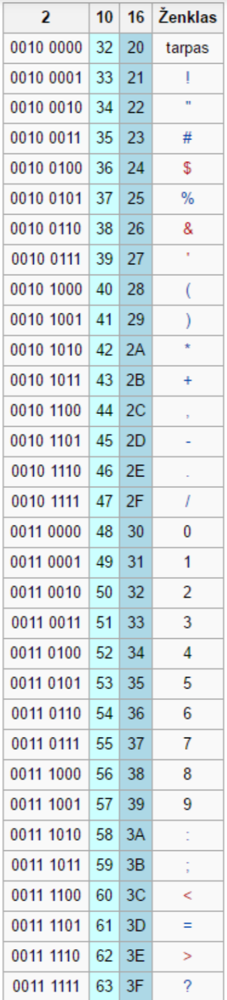 2 10 16 Ženklas
0010 0000 32 20 tarpas
0010 0001 33 21 !
0010 0010 34 22 "
0010 0011 35 23 #
0010 0100 36 24 $
0010 0101 37 25 %
0010 0110 38 26 &
0010 0111 39 27 '
0010 1000 40 28 (
0010 1001 41 29 )
0010 1010 42 2A *
0010 1011 43 2B +
0010 1100 44 2C ,
0010 1101 45 2D -
0010 1110 46 2E .
0010 1111 47 2F /
0011 0000 48 30 0
0011 0001 49 31 1
0011 0010 50 32 2
0011 0011 51 33 3
0011 0100 52 34 4
0011 0101 53 35 5
0011 0110 54 36 6
0011 0111 55 37 7
0011 1000 56 38 8
0011 1001 57 39 9
0011 1010 58 3A :
0011 1011 59 3B ;
0011 1100 60 3C <
0011 1101 61 3D =
0011 1110 62 3E >
0011 1111 63 3F ?